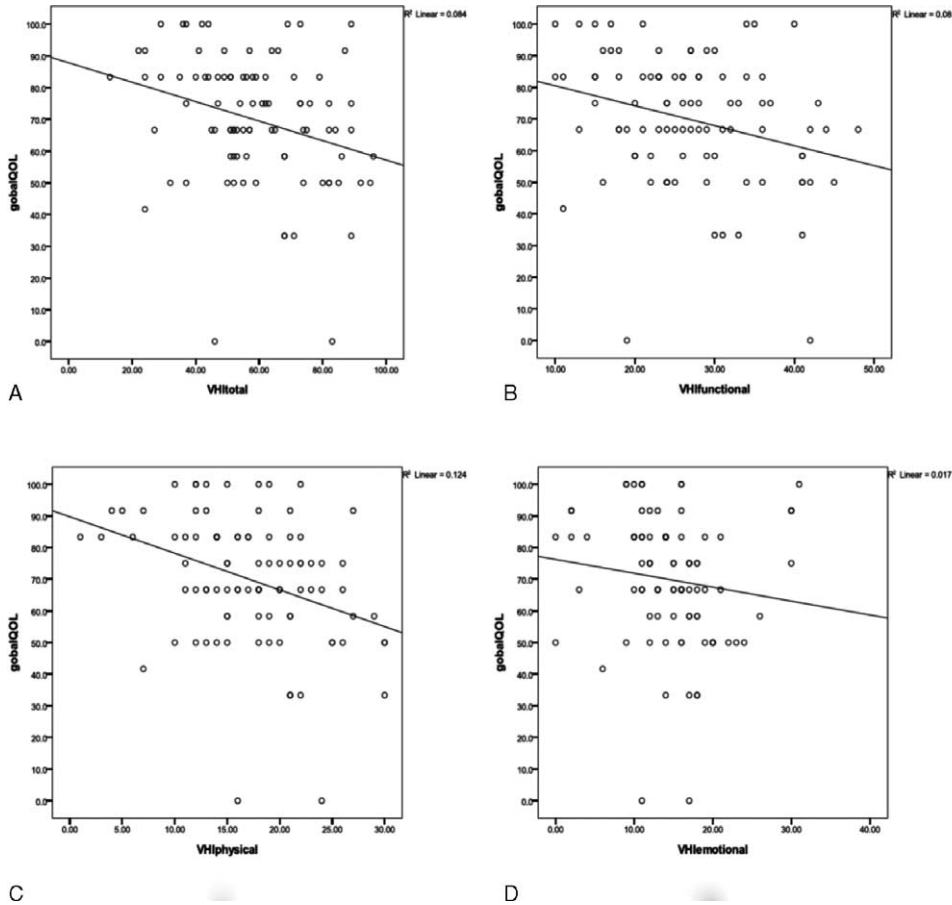 R² Linear = 0.084
100.0
90.0
80.0
70.0
60.0
50.0
40.0
30.0
20.0
10.0
0.0
gobalQOL
0.00 20.00 40.00 60.00 80.00 100.00
VHItotal
A
R² Linear = 0.08
100.0
90.0
80.0
70.0
60.0
50.0
40.0
30.0
20.0
10.0
0.0
gobalQOL
10.00 20.00 30.00 40.00 50.00
VHIfunctional
B
R² Linear = 0.124
100.0
90.0
80.0
70.0
60.0
50.0
40.0
30.0
20.0
10.0
0.0
gobalQOL
0.00 5.00 10.00 15.00 20.00 25.00 30.00
VHIphysical
C
R² Linear = 0.017
100.0
90.0
80.0
70.0
60.0
50.0
40.0
30.0
20.0
10.0
0.0
gobalQOL
0.00 10.00 20.00 30.00 40.00
VHIemotional
D